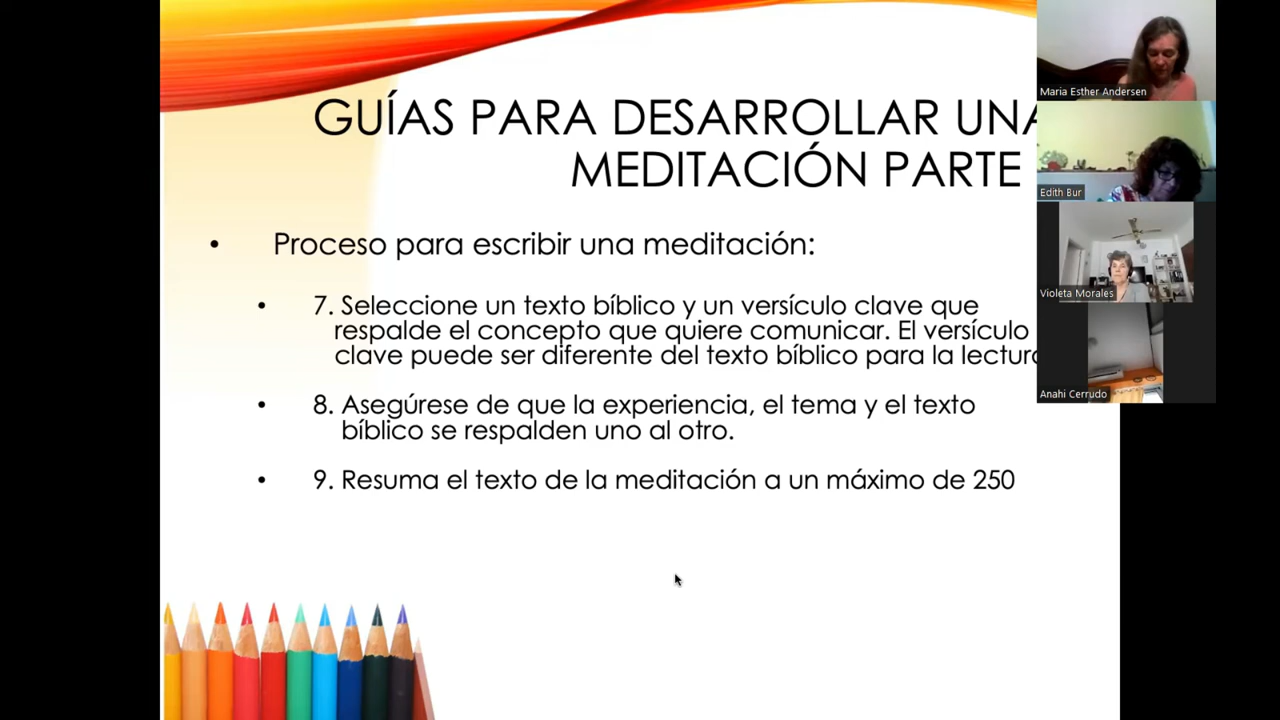 GUÍAS PARA DESARROLLAR UNA
MEDITACIÓN PARTE
• Proceso para escribir una meditación:
• 7. Seleccione un texto bíblico y un versículo clave que
respalde el concepto que quiere comunicar. El versículo
clave puede ser diferente del texto bíblico para la lectura
• 8. Asegúrese de que la experiencia, el tema y el texto
bíblico se respalden uno al otro.
• 9. Resuma el texto de la meditación a un máximo de 250
Maria Esther Andersen
Edith Bur
Violeta Morales
Anahi Cerrudo